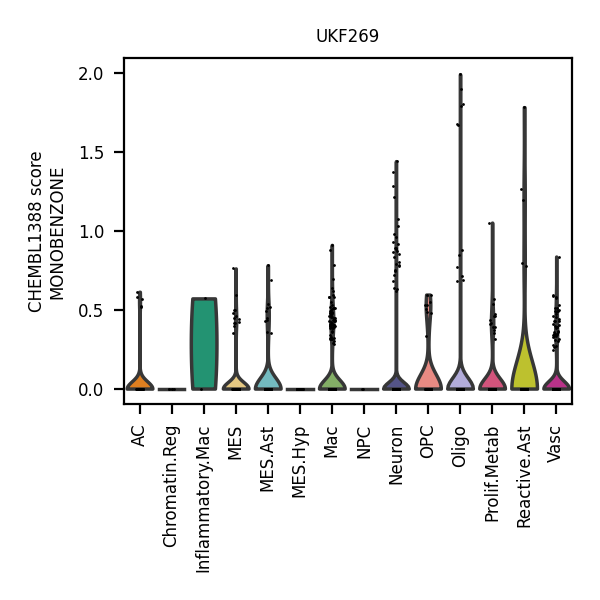 UKF269
CHEMBL1388 score
MONOBENZONE
2.0
1.5
1.0
0.5
0.0
AC
Chromatin.Reg
Inflammatory.Mac
MES
MES.Ast
MES.Hyp
Mac
NPC
Neuron
OPC
Oligo
Prolif.Metab
Reactive.Ast
Vasc